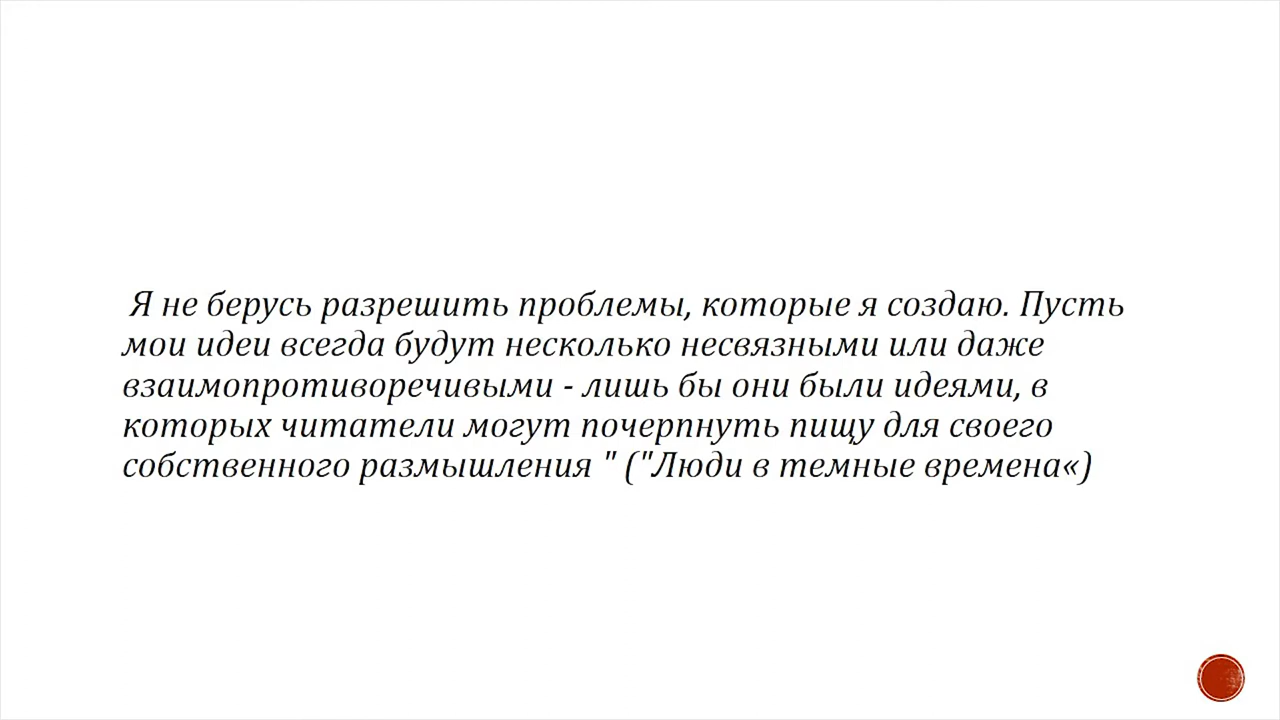 Я не берусь разрешить проблемы, которые я создаю. Пусть
мои идеи всегда будут несколько несвязными или даже
взаимопротиворечивыми - лишь бы они были идеями, в
которых читатели могут почерпнуть пищу для своего
собственного размышления " ("Люди в темные времена«)